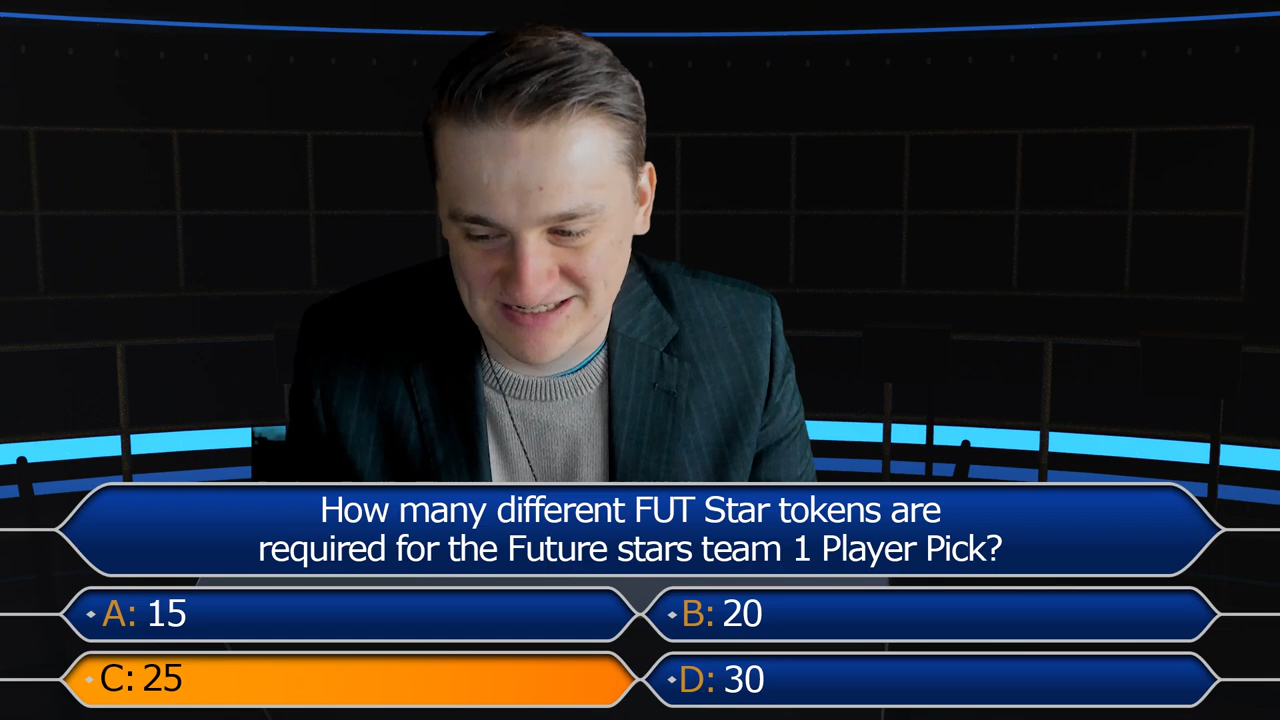 How many different FUT Star tokens are
required for the Future stars team 1 Player Pick?
A: 15
B: 20
C: 25
D: 30